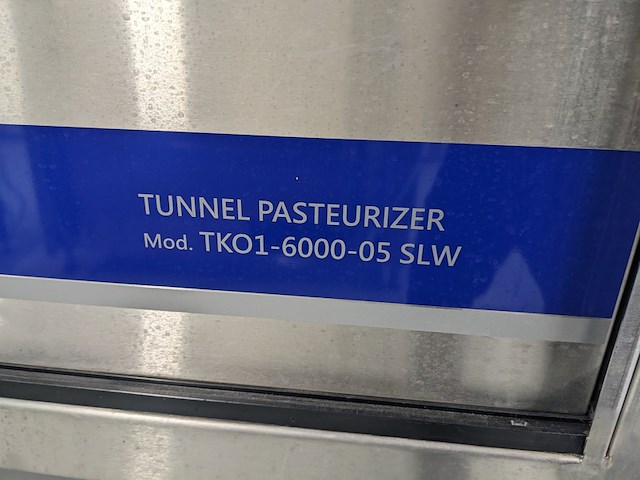 TUNNEL PASTEURIZER
Mod. TKO1-6000-05 SLW